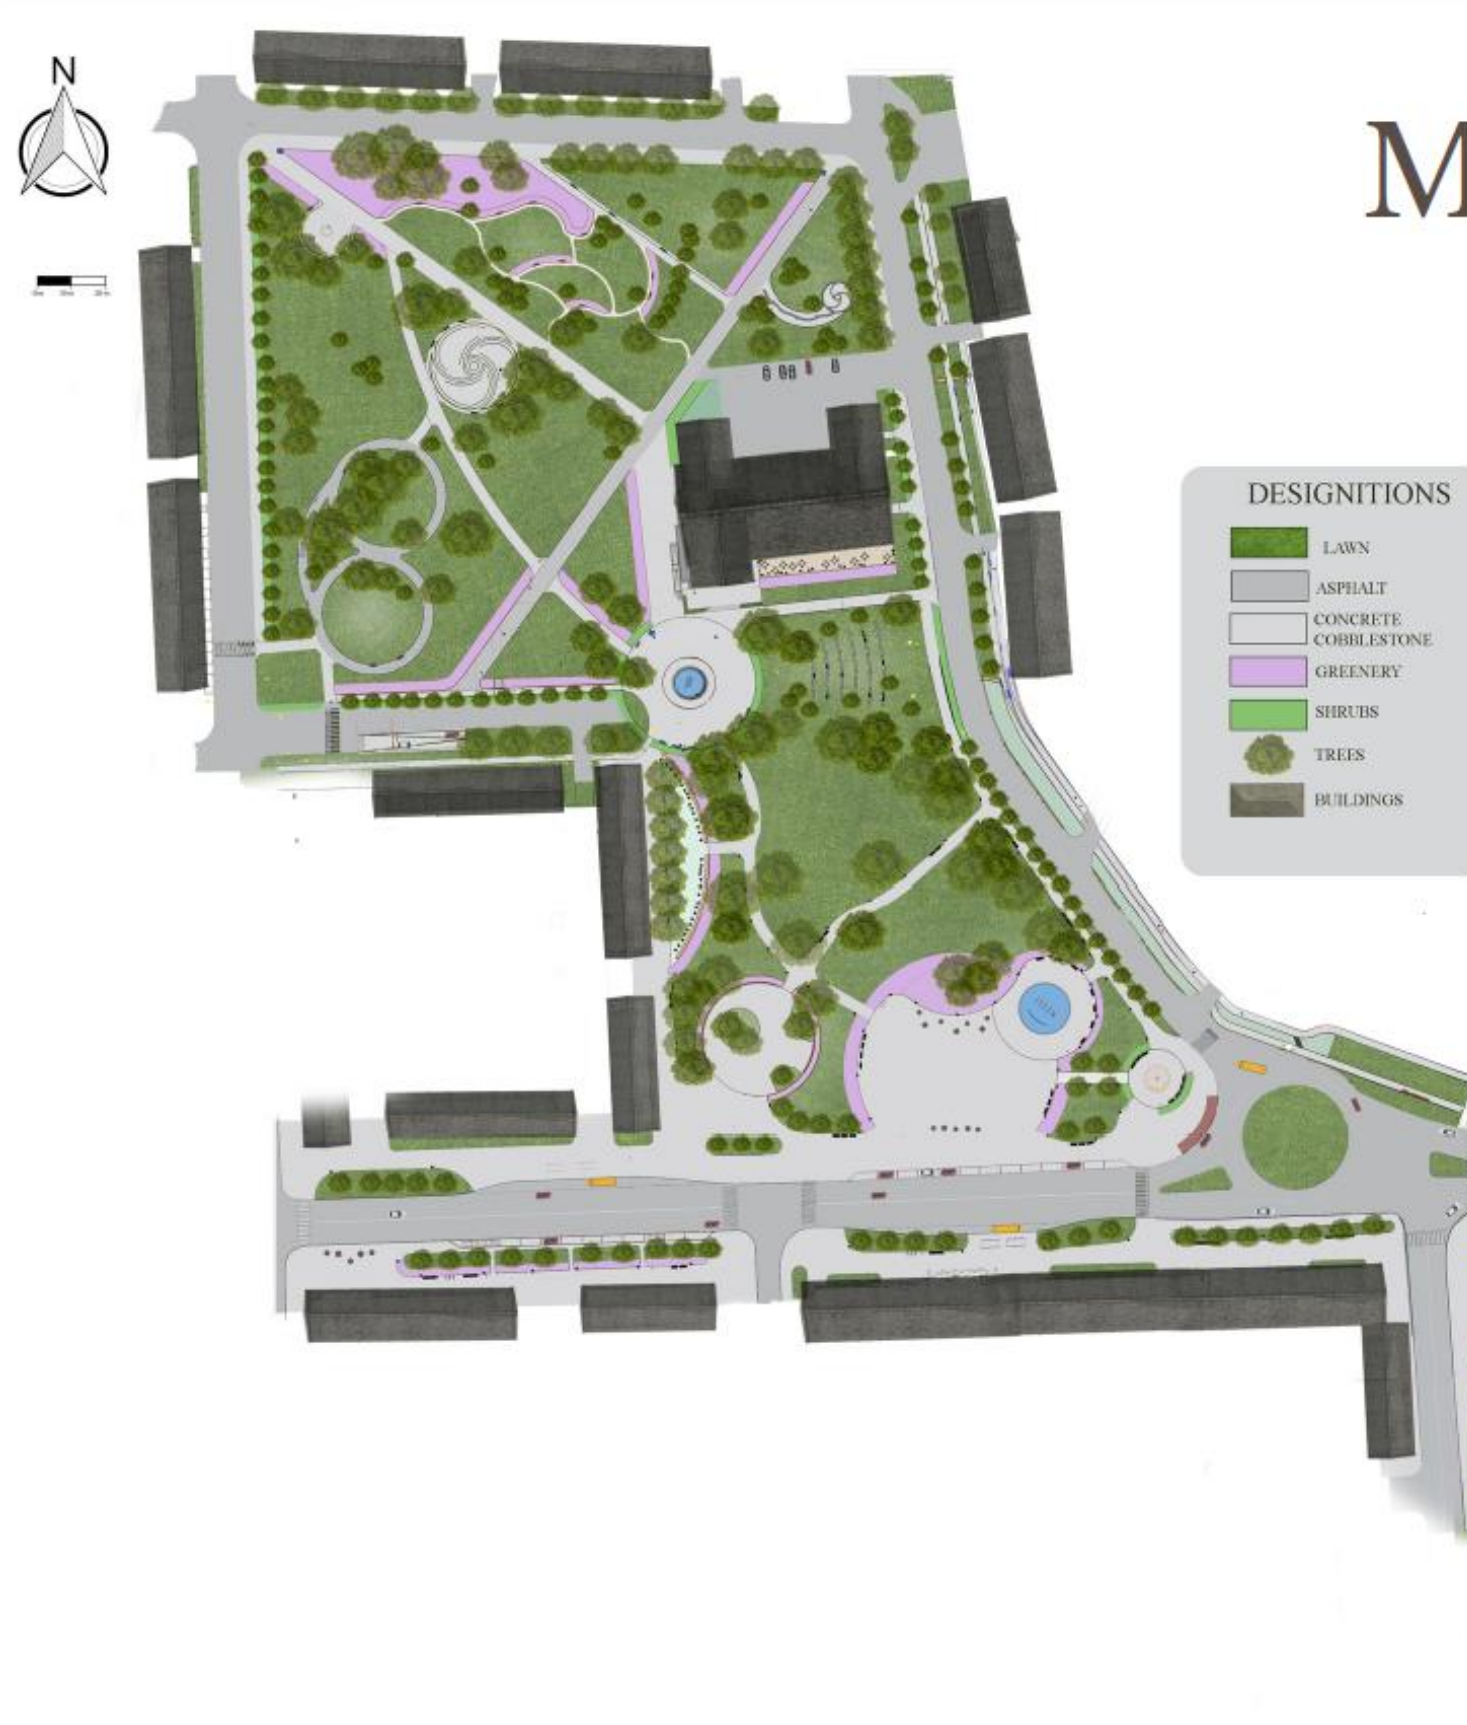 N
M
DESIGNITIONS
LAWN
ASPHALT
CONCRETE
COBBLESTONE
GREENERY
SHRUBS
TREES
BUILDINGS